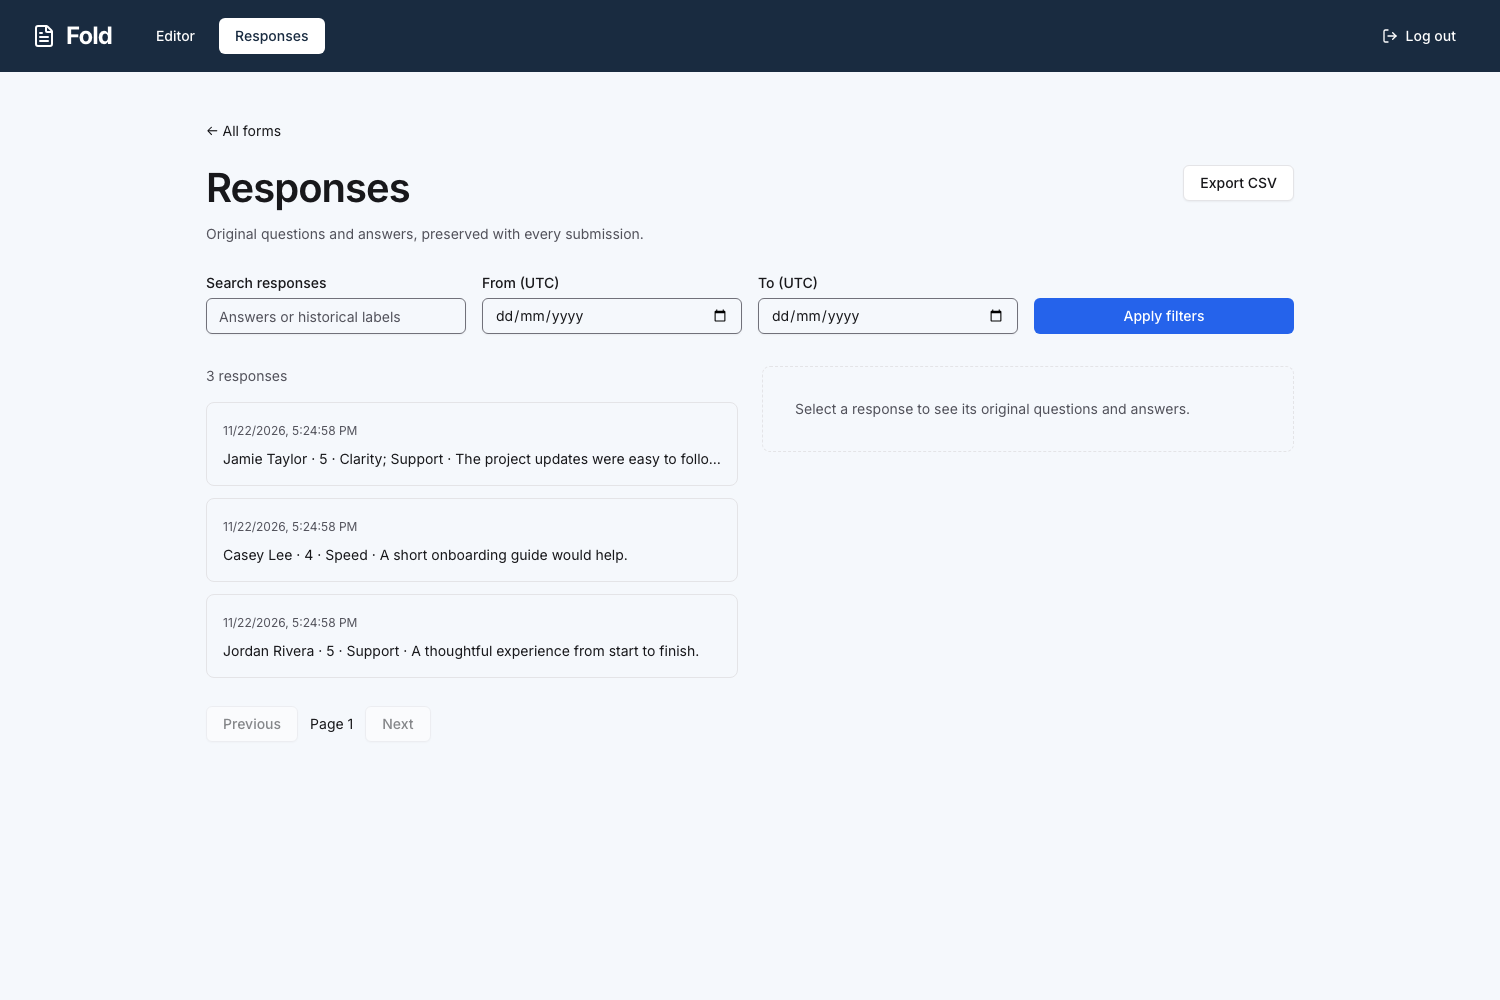 Fold
Editor
Responses
Log out
← All forms
Responses
Export CSV
Original questions and answers, preserved with every submission.
Search responses
From (UTC)
To (UTC)
Answers or historical labels
dd/mm/yyyy
dd/mm/yyyy
Apply filters
3 responses
Select a response to see its original questions and answers.
11/22/2026, 5:24:58 PM
Jamie Taylor · 5 · Clarity; Support · The project updates were easy to follo...
11/22/2026, 5:24:58 PM
Casey Lee · 4 · Speed · A short onboarding guide would help.
11/22/2026, 5:24:58 PM
Jordan Rivera · 5 · Support · A thoughtful experience from start to finish.
Previous
Page 1
Next